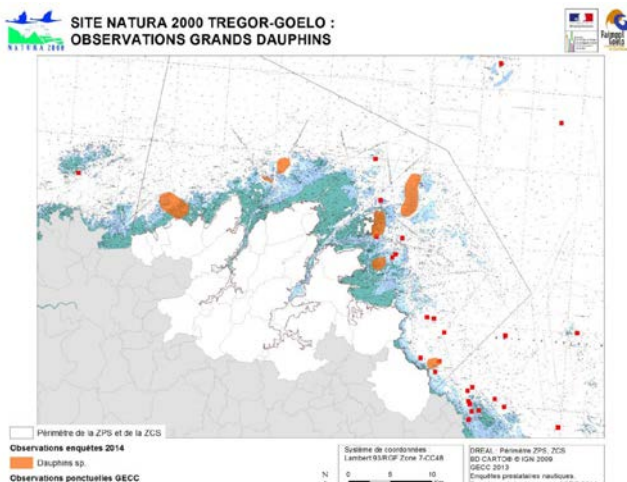 SITE NATURA 2000 TREGOR-GOELO :
OBSERVATIONS GRANDS DAUPHINS
NATURA 2000
Paimpol
Goëlo
Périmètre de la ZPS et de la ZCS
Observations enquêtes 2014
Dauphins sp.
Observations ponctuelles GECC
N
Système de coordonnées
Lambert 93/RGF Zone 7-CC48
0 5 10
DREAL : Périmètre ZPS, ZCS
BD CARTO® © IGN 2009
GECC 2013
Enquêtes prestataires nautiques.